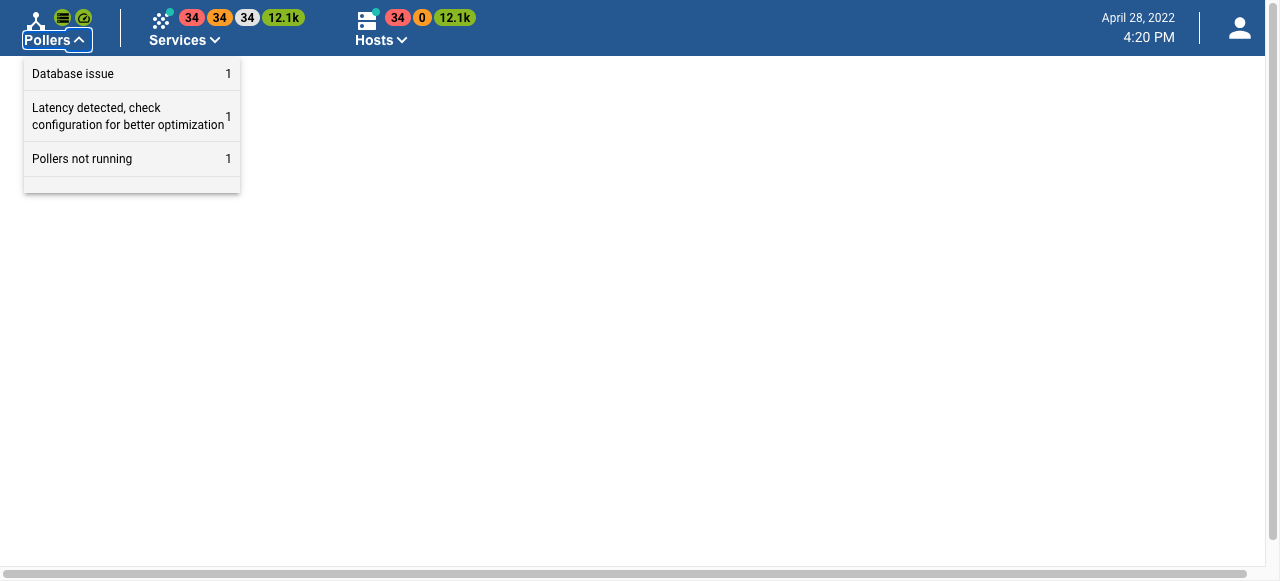 34 34 34 12.1k 34 0 12.1k April 28, 2022
Pollers Services Hosts 4:20 PM
Database issue 1
Latency detected, check
configuration for better optimization 1
Pollers not running 1